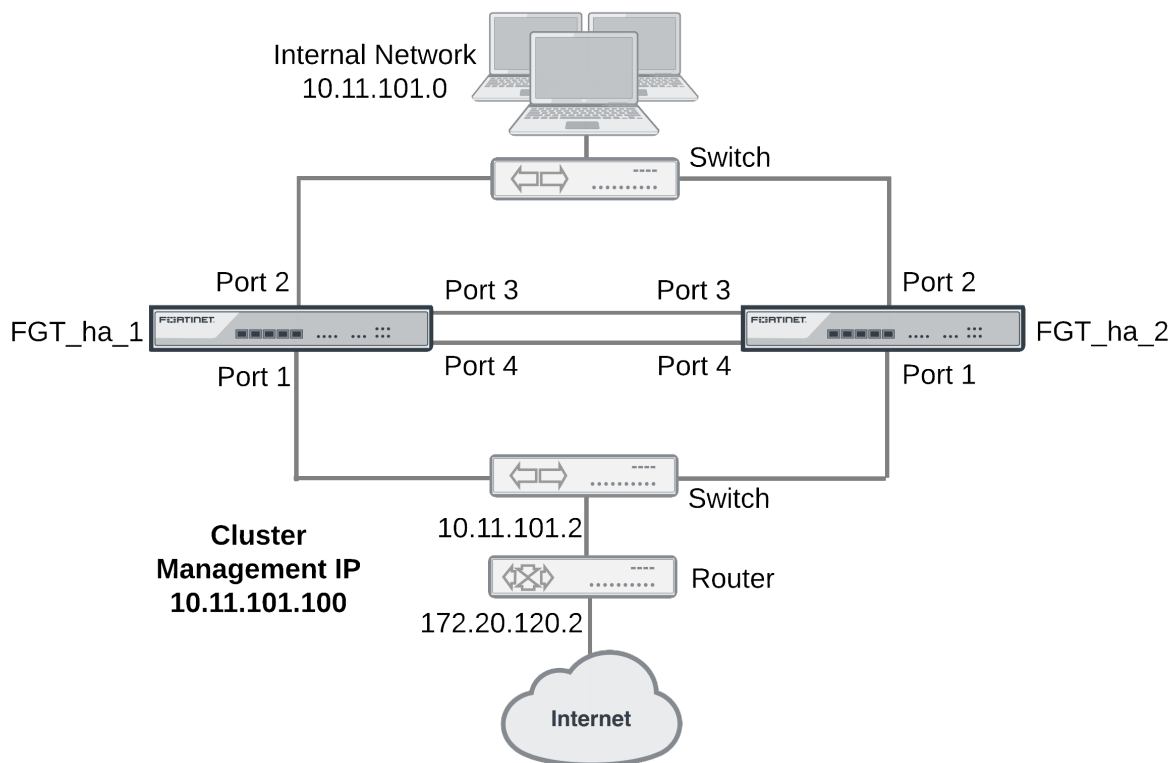 Internal Network
10.11.101.0
Switch
Port 2
Port 3
Port 3
Port 2
FGT_ha_1
FORTINET
FORTINET
FGT_ha_2
Port 1
Port 4
Port 4
Port 1
Switch
10.11.101.2
Cluster
Management IP
10.11.101.100
Router
172.20.120.2
Internet